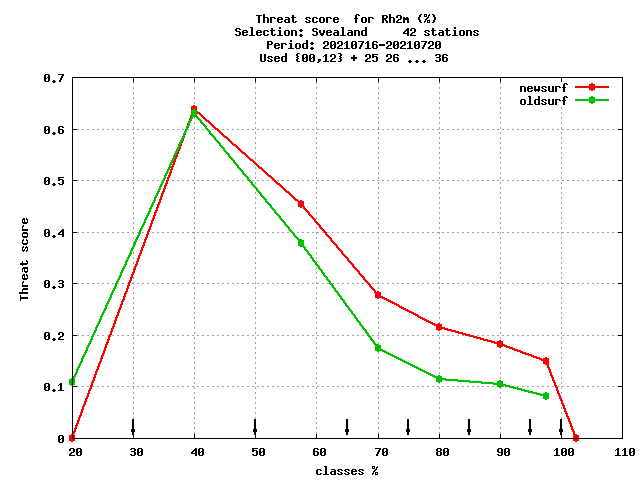 Threat score  for Rh2m (%)
Selection: Svealand     42 stations
Period: 20210716-20210720
Used {00,12} + 25 26 ... 36
newsurf
oldsurf
0.7
0.6
0.5
0.4
0.3
0.2
0.1
0
Threat score
20 30 40 50 60 70 80 90 100 110
classes %